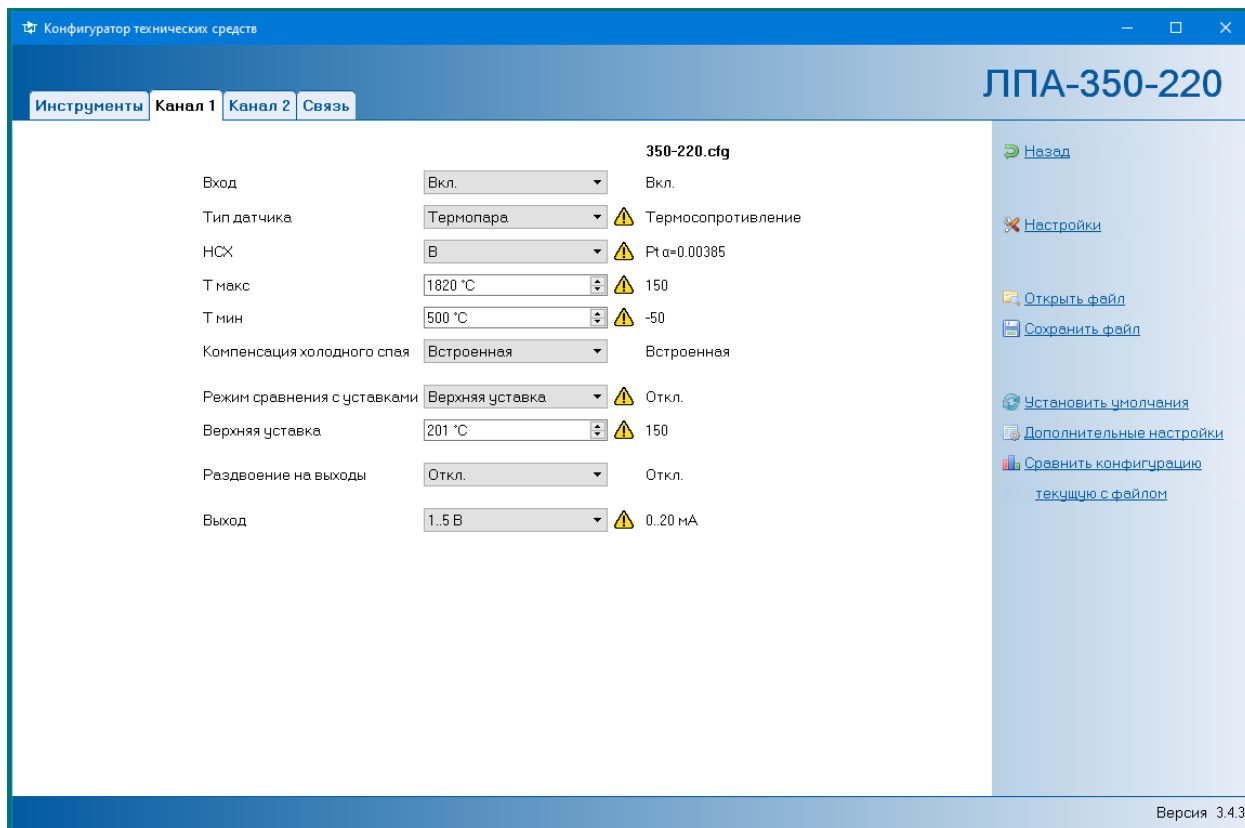 Конфигуратор технических средств
ЛПА-350-220
Инструменты Канал 1 Канал 2 Связь
350-220.cfg
Вход Вкл. Вкл.
Тип датчика Термопара Термосопротивление
НСХ B Pt α=0.00385
Т макс 1820 °C 150
Т мин 500 °C -50
Компенсация холодного спая Встроенная Встроенная
Режим сравнения с уставками Верхняя уставка Откл.
Верхняя уставка 201 °C 150
Раздвоение на выходы Откл. Откл.
Выход 1..5 В 0..20 мА
Назад
Настройки
Открыть файл
Сохранить файл
Установить умолчания
Дополнительные настройки
Сравнить конфигурацию
текущую с файлом
Версия 3.4.3